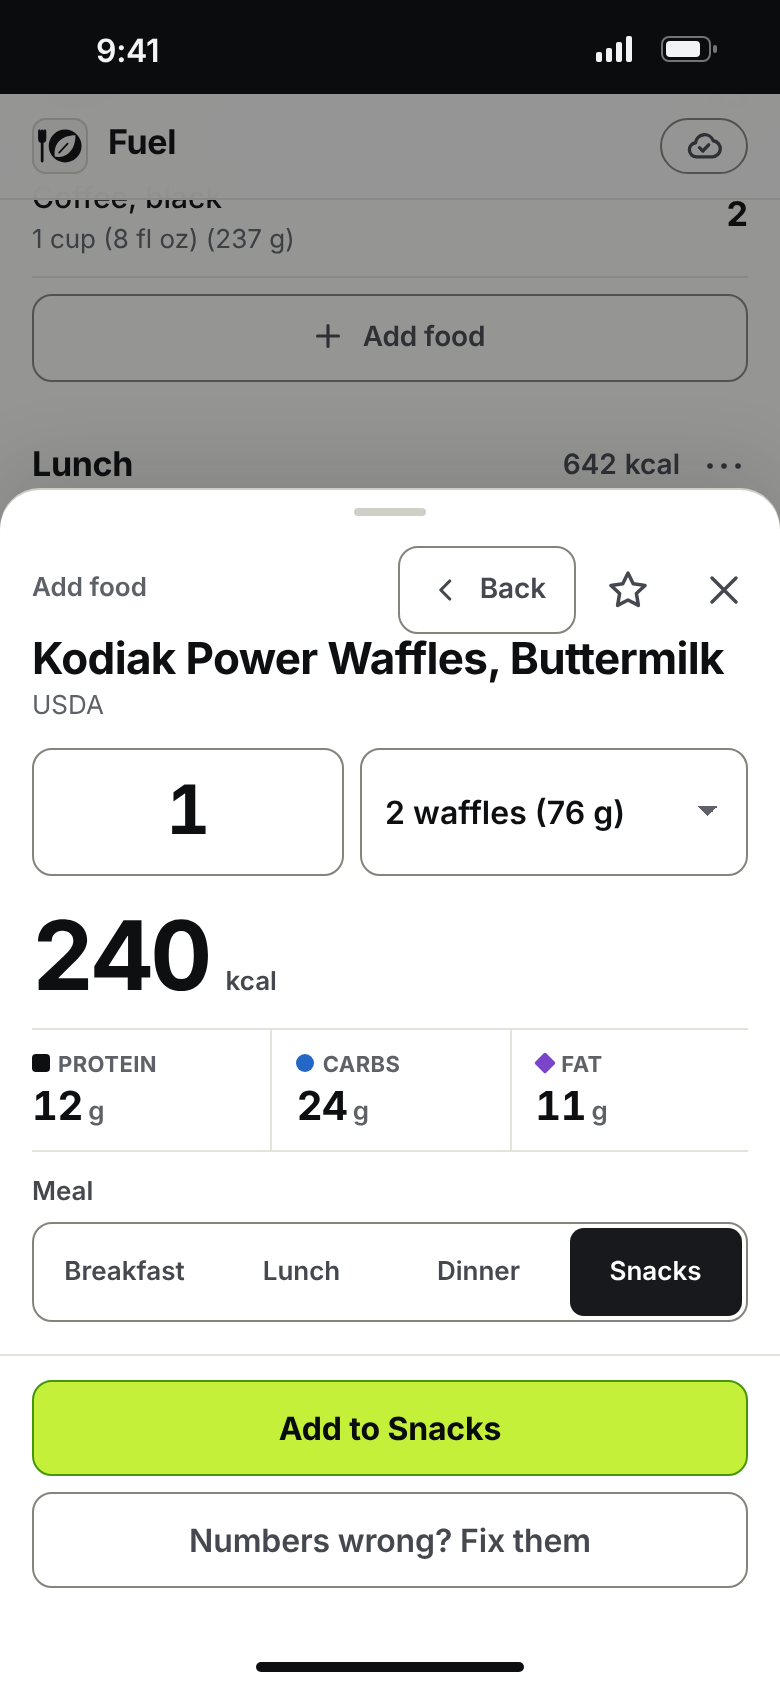 9:41
Fuel
Coffee, black
2
1 cup (8 fl oz) (237 g)
Add food
Lunch
642 kcal
Add food
Back
Kodiak Power Waffles, Buttermilk
USDA
1
2 waffles (76 g)
240 kcal
PROTEIN
12 g
CARBS
24 g
FAT
11 g
Meal
Breakfast
Lunch
Dinner
Snacks
Add to Snacks
Numbers wrong? Fix them